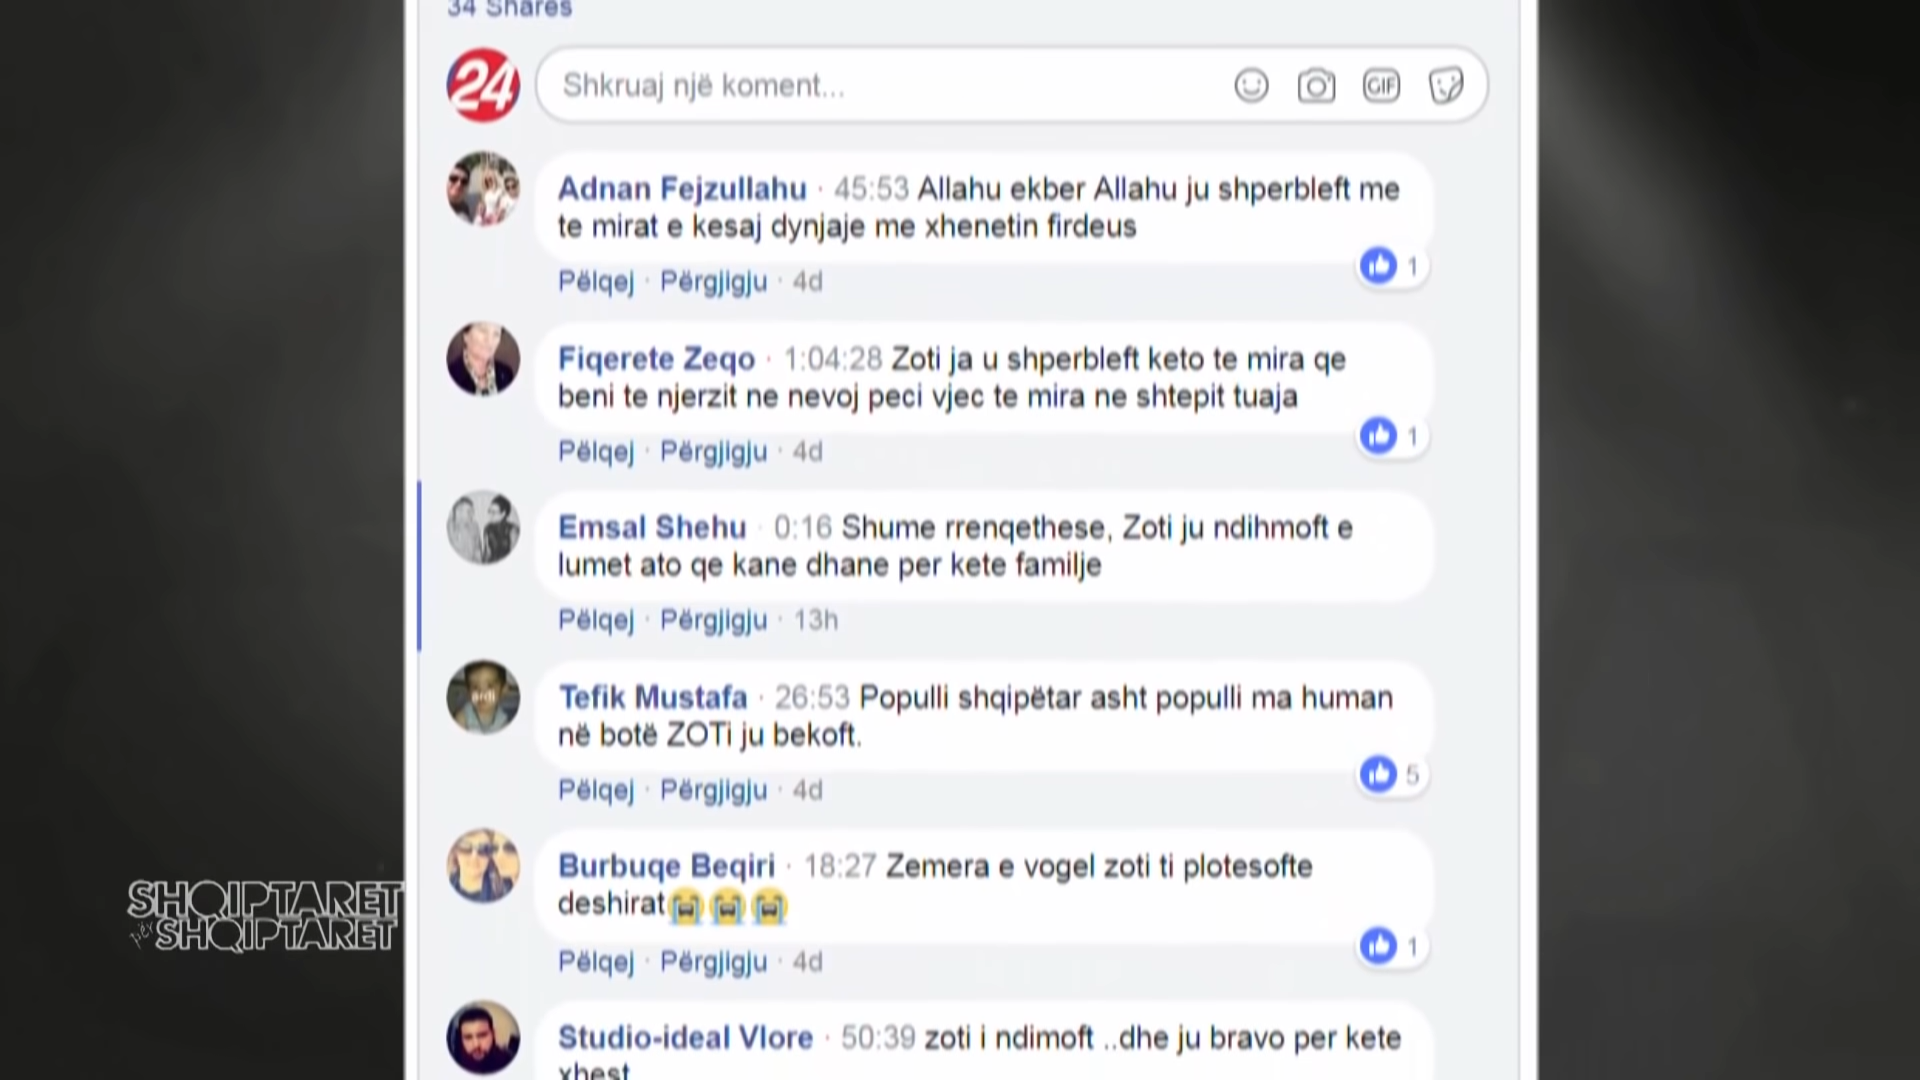 34 Shares
24
Shkruaj një koment...
GIF
Adnan Fejzullahu · 45:53 Allahu ekber Allahu ju shperbleft me
te mirat e kesaj dynjaje me xhenetin firdeus
1
Pëlqej · Përgjigju · 4d
Fiqerete Zeqo · 1:04:28 Zoti ja u shperbleft keto te mira qe
beni te njerzit ne nevoj peci vjec te mira ne shtepit tuaja
1
Pëlqej · Përgjigju · 4d
Emsal Shehu · 0:16 Shume rrenqethese, Zoti ju ndihmoft e
lumet ato qe kane dhane per kete familje
Pëlqej · Përgjigju · 13h
Tefik Mustafa · 26:53 Populli shqipëtar asht populli ma human
në botë ZOTi ju bekoft.
5
Pëlqej · Përgjigju · 4d
Burbuqe Beqiri · 18:27 Zemera e vogel zoti ti plotesofte
deshirat😭😭😭
1
Pëlqej · Përgjigju · 4d
Studio-ideal Vlore · 50:39 zoti i ndimoft ..dhe ju bravo per kete
xhest
SHQIPTARET
për SHQIPTARET